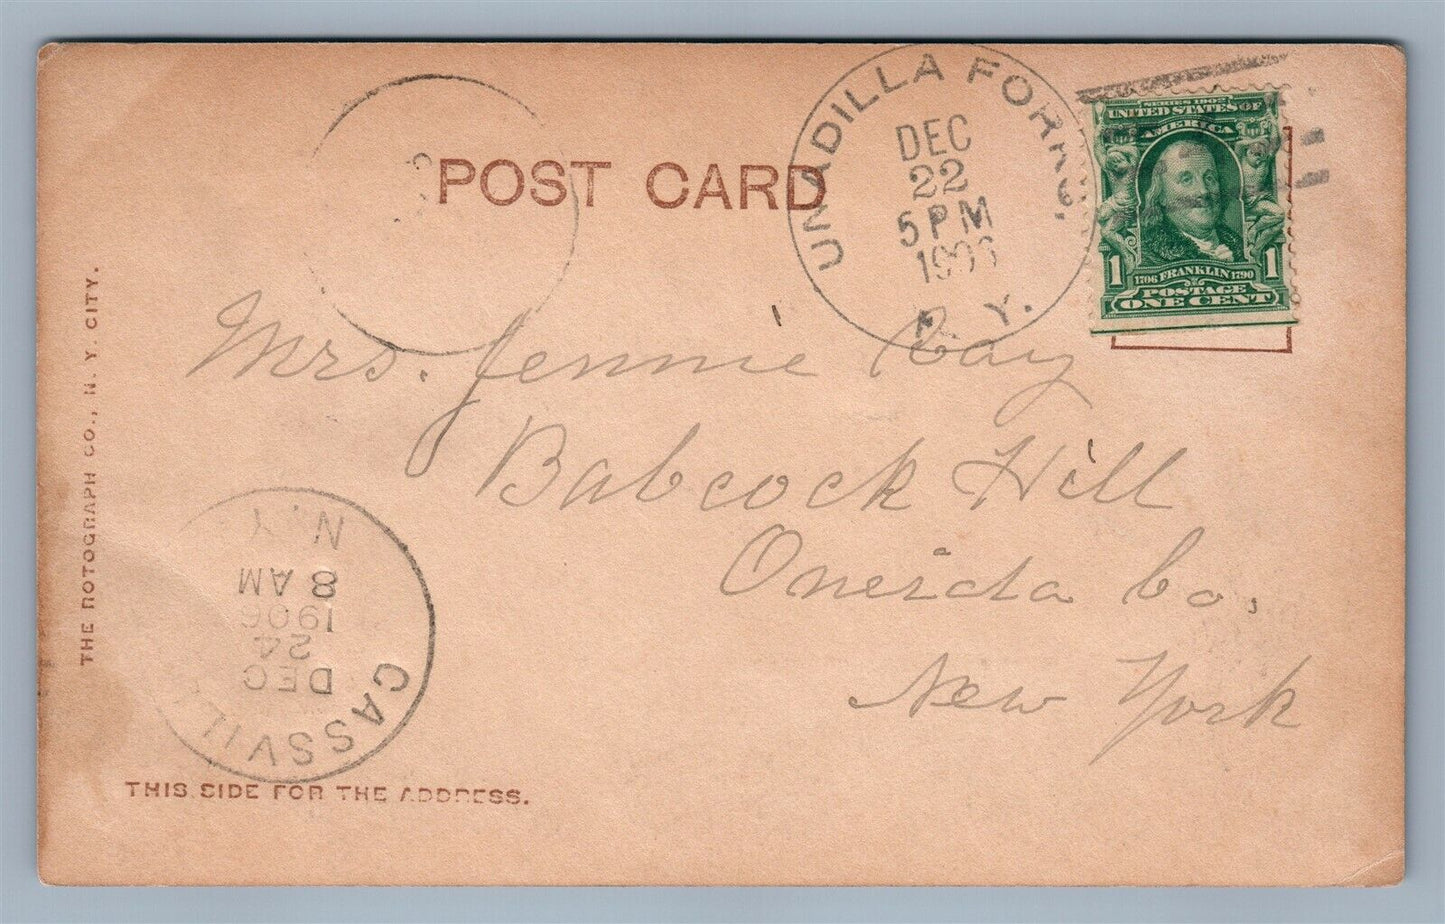 POST CARD
UNADILLA FORKS,
DEC
22
5 PM
1906
N. Y.
SERIES 1902
UNITED STATES OF
AMERICA
1 1706 FRANKLIN 1790 1
POSTAGE
ONE CENT
Mrs. Jennie Coy
Babcock Hill
Oneida Co.
New York
CASSVIL
DEC
24
1906
8 AM
N.Y
THE ROTOGRAPH CO., N. Y. CITY.
THIS SIDE FOR THE ADDRESS.